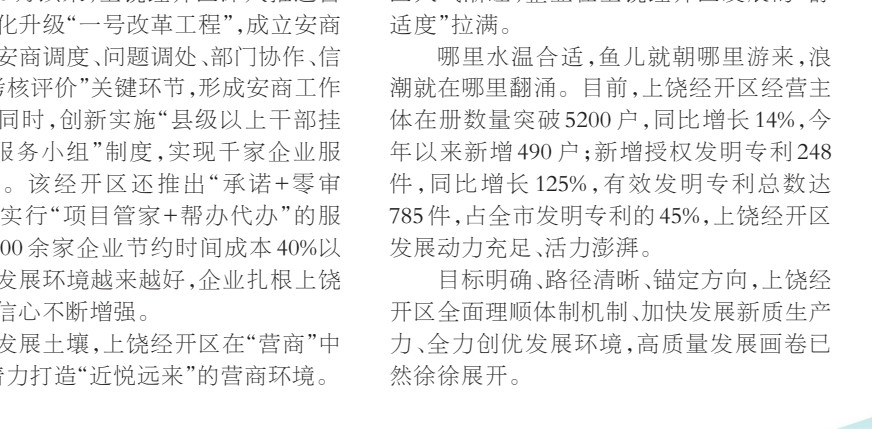 化升级“一号改革工程”,成立安商
安商调度、问题调处、部门协作、信
考核评价”关键环节,形成安商工作
同时,创新实施“县级以上干部挂
服务小组”制度,实现千家企业服
。该经开区还推出“承诺+零审
实行“项目管家+帮办代办”的服
00余家企业节约时间成本40%以
发展环境越来越好,企业扎根上饶
信心不断增强。
发展土壤,上饶经开区在“营商”中
着力打造“近悦远来”的营商环境。
适度”拉满。
哪里水温合适,鱼儿就朝哪里游来,浪
潮就在哪里翻涌。目前,上饶经开区经营主
体在册数量突破5200户,同比增长14%,今
年以来新增490户;新增授权发明专利248
件,同比增长125%,有效发明专利总数达
785件,占全市发明专利的45%,上饶经开区
发展动力充足、活力澎湃。
目标明确、路径清晰、锚定方向,上饶经
开区全面理顺体制机制、加快发展新质生产
力、全力创优发展环境,高质量发展画卷已
然徐徐展开。